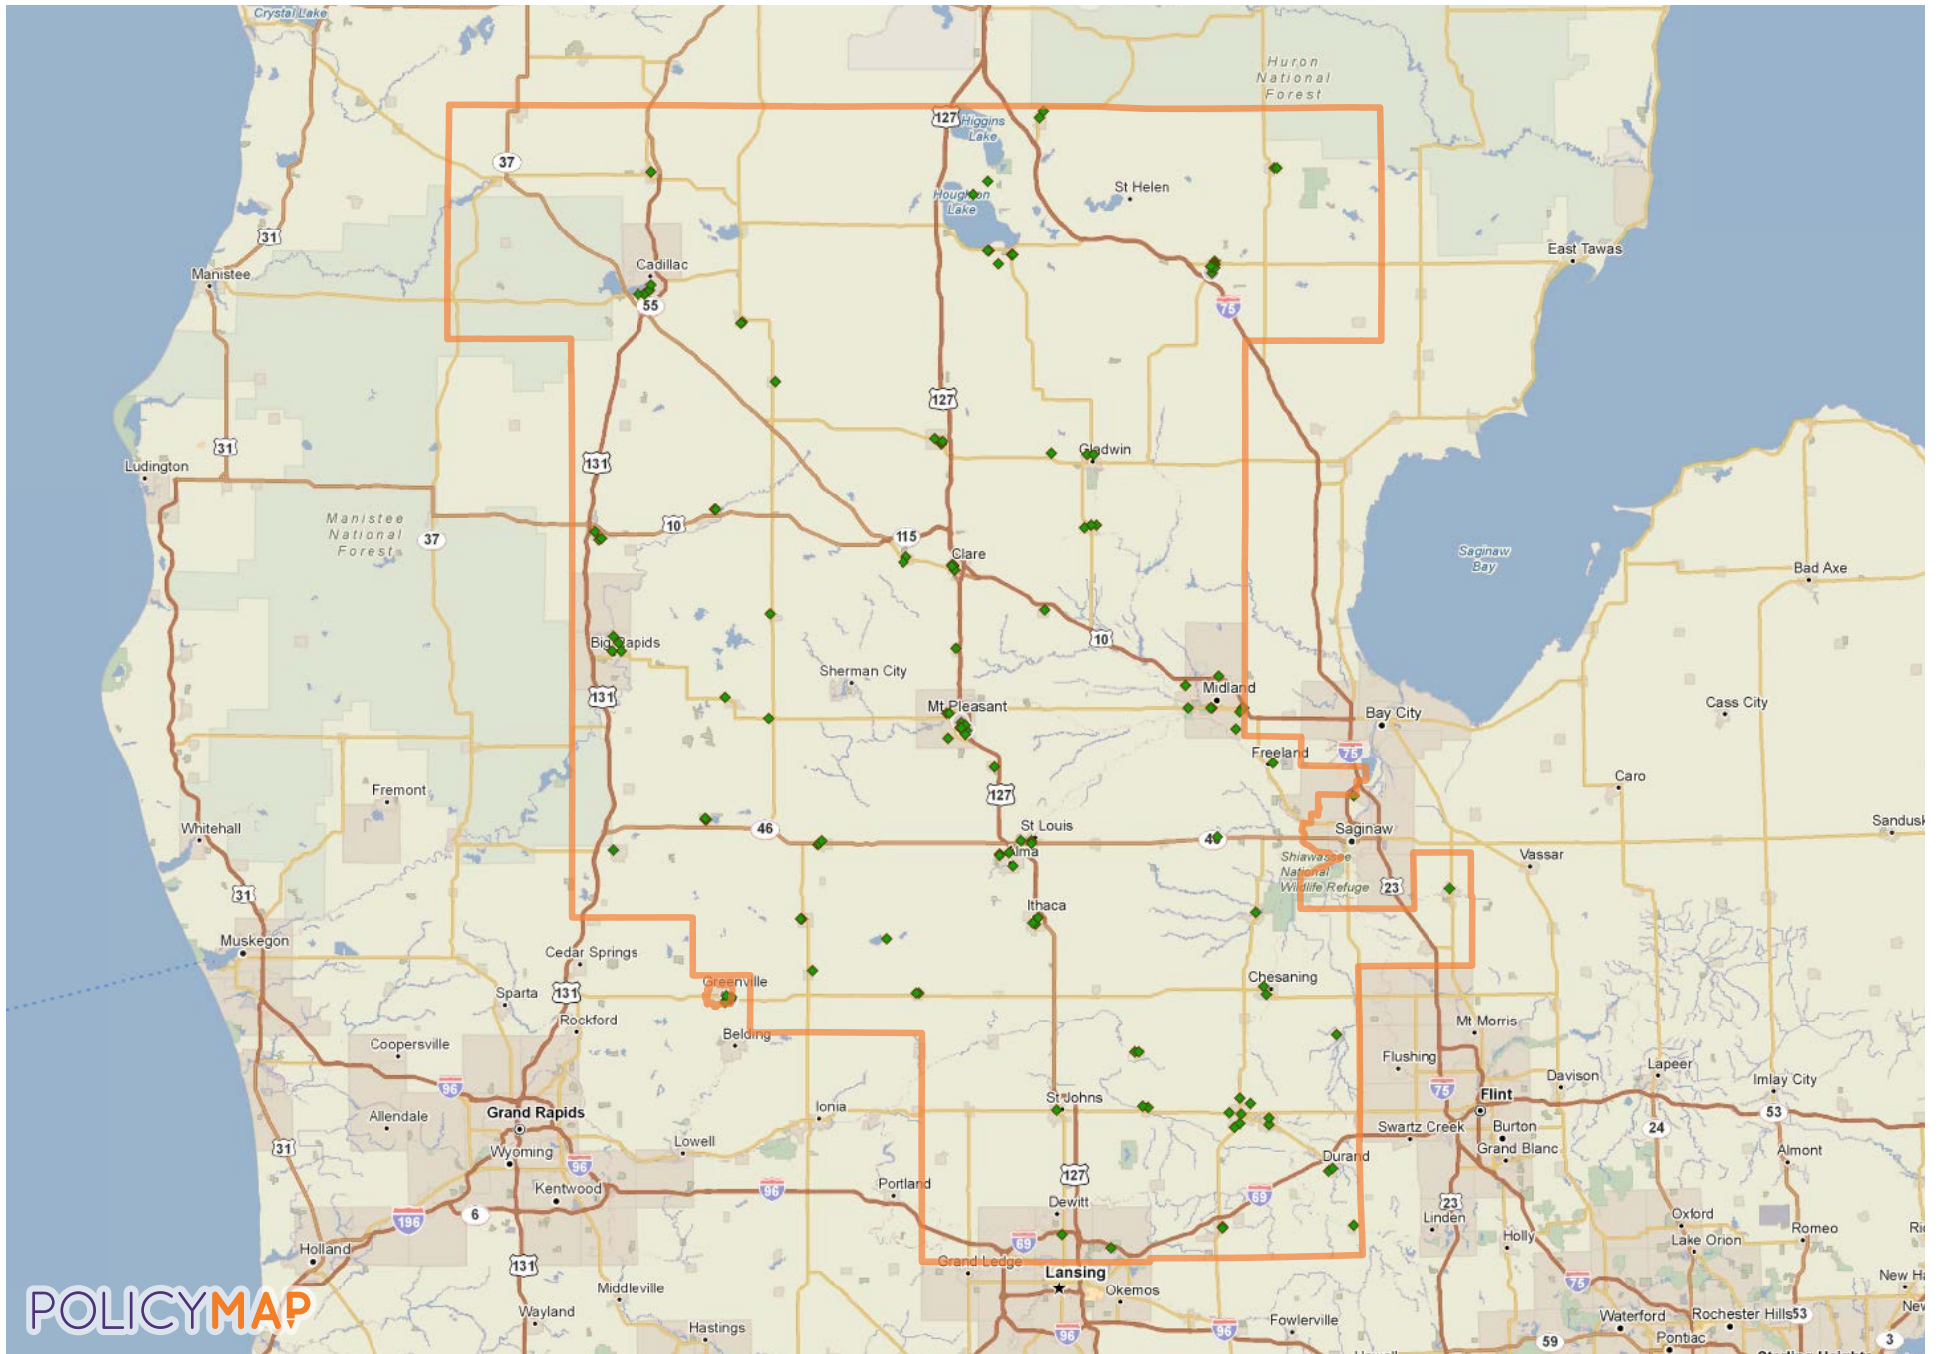 Crystal Lake
Huron
National
Forest
127
Higgins
Lake
37
St Helen
Houghton
Lake
31
East Tawas
Manistee
Cadillac
55
75
127
31
131
Gladwin
Ludington
Manistee
National
Forest
10
37
115
Clare
Saginaw
Bay
Bad Axe
10
Big Rapids
Sherman City
Midland
131
Mt Pleasant
Cass City
Bay City
75
Freeland
Caro
Fremont
127
Whitehall
46
St Louis
Saginaw
Alma
Shiawassee
National
Wildlife Refuge
Vassar
23
31
Ithaca
Muskegon
Cedar Springs
Chesaning
Greenville
Sparta
131
Rockford
Belding
Mt Morris
Coopersville
Flushing
Lapeer
96
75
Davison
Imlay City
St Johns
Flint
Allendale
Grand Rapids
Ionia
53
31
Lowell
Swartz Creek
Burton
24
Wyoming
96
Grand Blanc
Almont
Durand
Kentwood
96
Portland
127
69
Dewitt
23
196
6
Linden
Oxford
Romeo
Holland
69
Holly
Lake Orion
131
Grand Ledge
Lansing
75
Middleville
Okemos
Wayland
Fowlerville
Waterford
Rochester Hills
53
Hastings
96
96
59
Pontiac
3
POLICYMAP